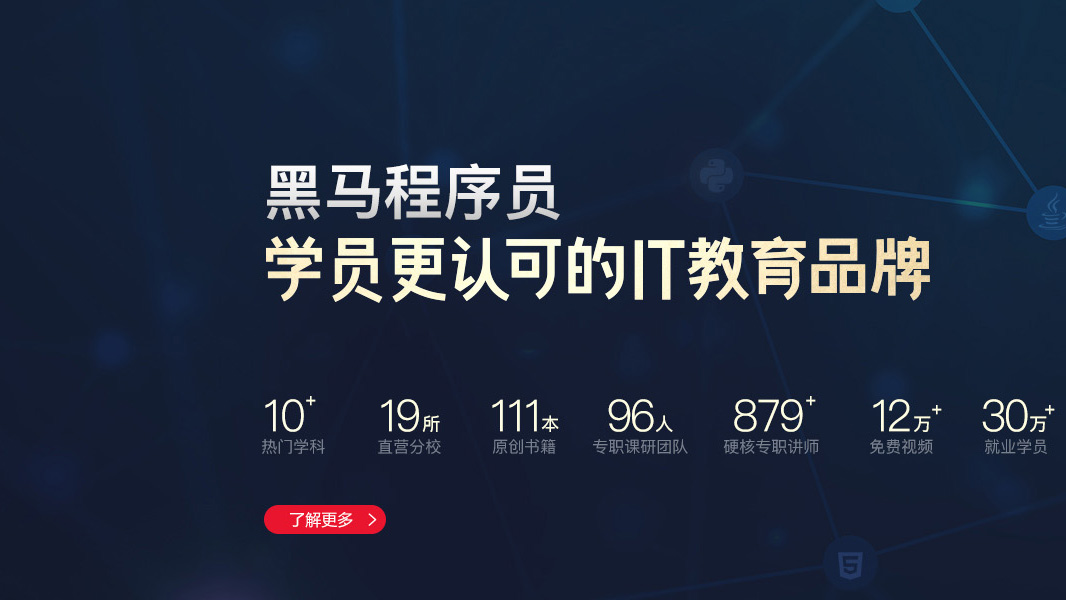 黑马程序员
学员更认可的IT教育品牌
10+ 19所 111本 96人 879+ 12万+ 30万+
热门学科 直营分校 原创书籍 专职课研团队 硬核专职讲师 免费视频 就业学员
了解更多 >